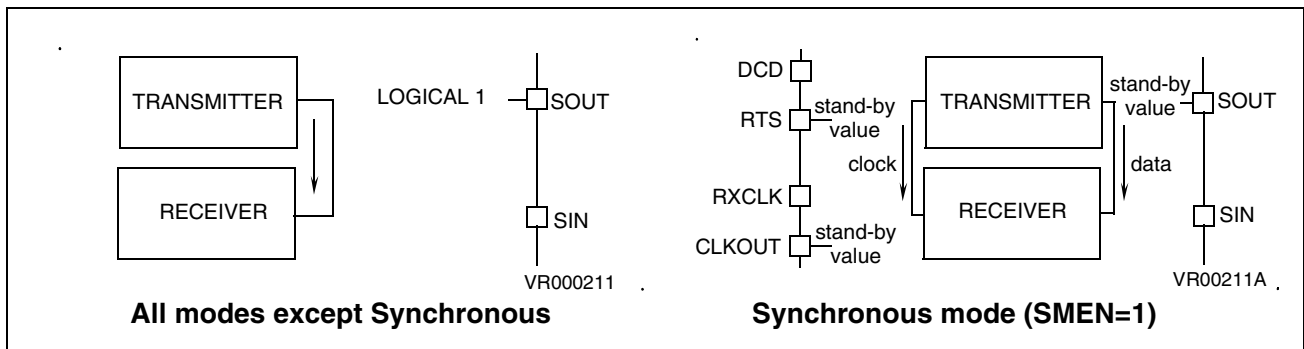 TRANSMITTER
RECEIVER
LOGICAL 1
SOUT
SIN
VR000211
All modes except Synchronous
DCD
RTS
stand-by
value
clock
RXCLK
CLKOUT
stand-by
value
TRANSMITTER
RECEIVER
stand-by
value
SOUT
data
SIN
VR00211A
Synchronous mode (SMEN=1)